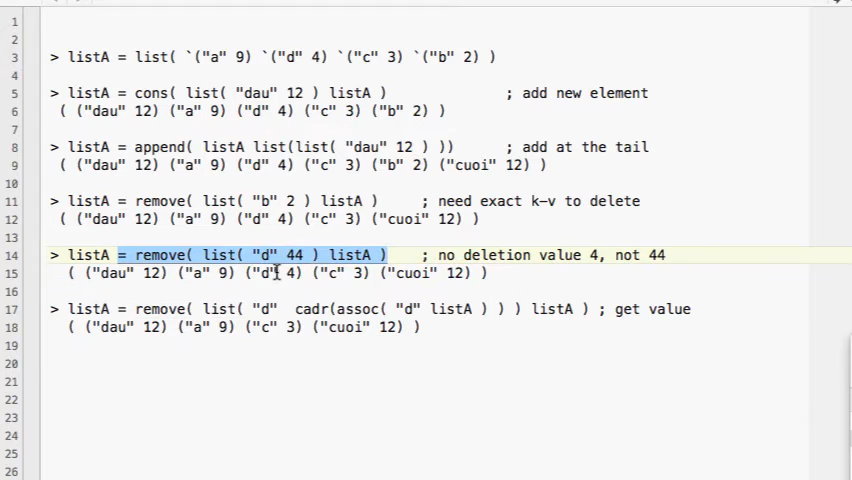 1
2
3 > listA = list( `("a" 9) `("d" 4) `("c" 3) `("b" 2) )
4
5 > listA = cons( list( "dau" 12 ) listA ) ; add new element
6 ( ("dau" 12) ("a" 9) ("d" 4) ("c" 3) ("b" 2) )
7
8 > listA = append( listA list(list( "dau" 12 ) )) ; add at the tail
9 ( ("dau" 12) ("a" 9) ("d" 4) ("c" 3) ("b" 2) ("cuoi" 12) )
10
11 > listA = remove( list( "b" 2 ) listA ) ; need exact k-v to delete
12 ( ("dau" 12) ("a" 9) ("d" 4) ("c" 3) ("cuoi" 12) )
13
14 > listA = remove( list( "d" 44 ) listA ) ; no deletion value 4, not 44
15 ( ("dau" 12) ("a" 9) ("d" 4) ("c" 3) ("cuoi" 12) )
16
17 > listA = remove( list( "d" cadr(assoc( "d" listA ) ) ) listA ) ; get value
18 ( ("dau" 12) ("a" 9) ("c" 3) ("cuoi" 12) )
19
20
21
22
23
24
25
26